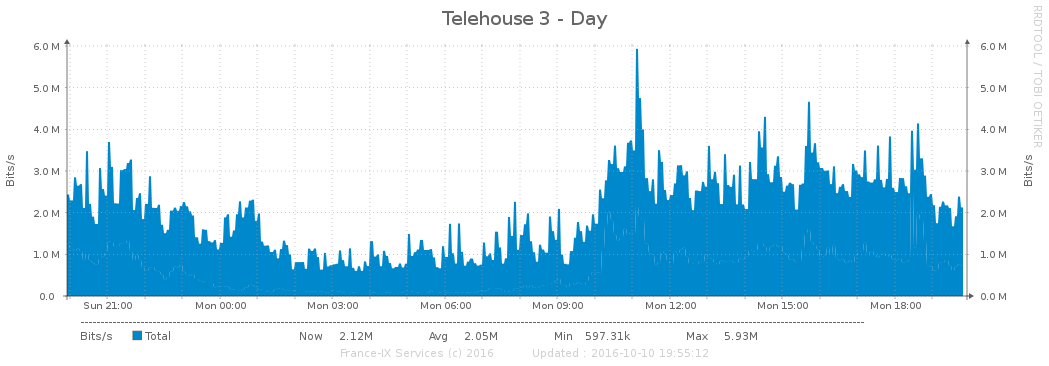 Telehouse 3 - Day
RRDTOOL / TOBI OETIKER
Bits/s
6.0 M
5.0 M
4.0 M
3.0 M
2.0 M
1.0 M
0.0
6.0 M
5.0 M
4.0 M
3.0 M
2.0 M
1.0 M
0.0 M
Bits/s
Sun 21:00 Mon 00:00 Mon 03:00 Mon 06:00 Mon 09:00 Mon 12:00 Mon 15:00 Mon 18:00
Bits/s Total Now 2.12M Avg 2.05M Min 597.31k Max 5.93M
France-IX Services (c) 2016 Updated : 2016-10-10 19:55:12